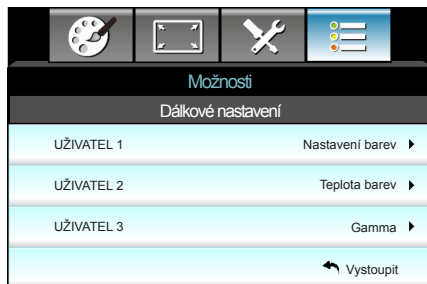 Možnosti
Dálkové nastavení
UŽIVATEL 1 Nastavení barev
UŽIVATEL 2 Teplota barev
UŽIVATEL 3 Gamma
Vystoupit